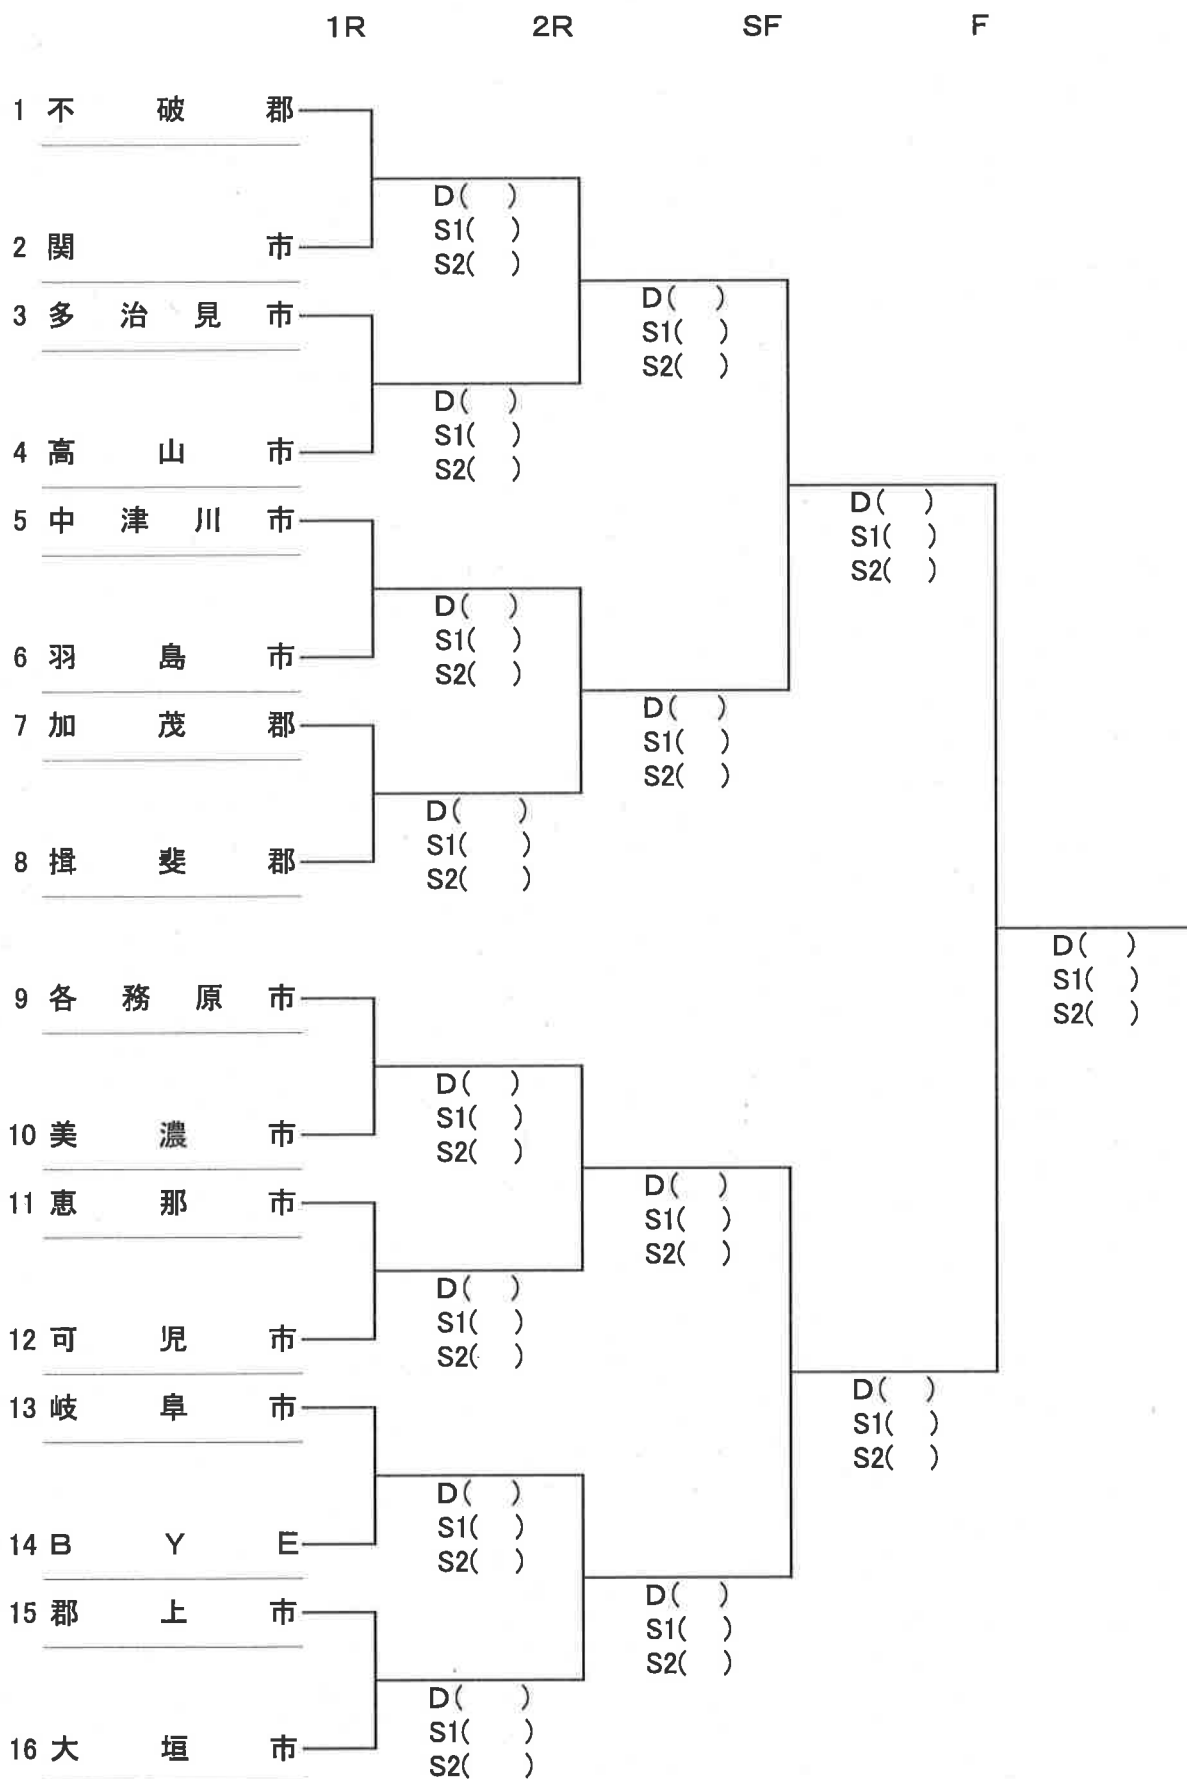 1R 2R SF F
1 不破郡
D( )
S1( )
2 関市
S2( )
D( )
3 多治見市
S1( )
S2( )
D( )
S1( )
4 高山市
S2( )
D( )
5 中津川市
S1( )
S2( )
D( )
S1( )
6 羽島市
S2( )
D( )
7 加茂郡
S1( )
S2( )
D( )
S1( )
8 揖斐郡
S2( )
D( )
S1( )
9 各務原市
S2( )
D( )
S1( )
10 美濃市
S2( )
D( )
11 恵那市
S1( )
S2( )
D( )
S1( )
12 可児市
S2( )
D( )
13 岐阜市
S1( )
S2( )
D( )
S1( )
14 BYE
S2( )
D( )
15 郡上市
S1( )
S2( )
D( )
S1( )
16 大垣市
S2( )